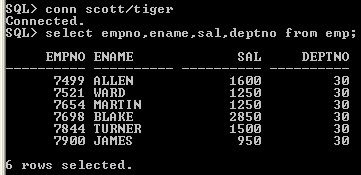 SQL> conn scott/tiger
Connected.
SQL> select empno,ename,sal,deptno from emp;
EMPNO ENAME SAL DEPTNO
---------- ---------- ---------- ----------
7499 ALLEN 1600 30
7521 WARD 1250 30
7654 MARTIN 1250 30
7698 BLAKE 2850 30
7844 TURNER 1500 30
7900 JAMES 950 30
6 rows selected.